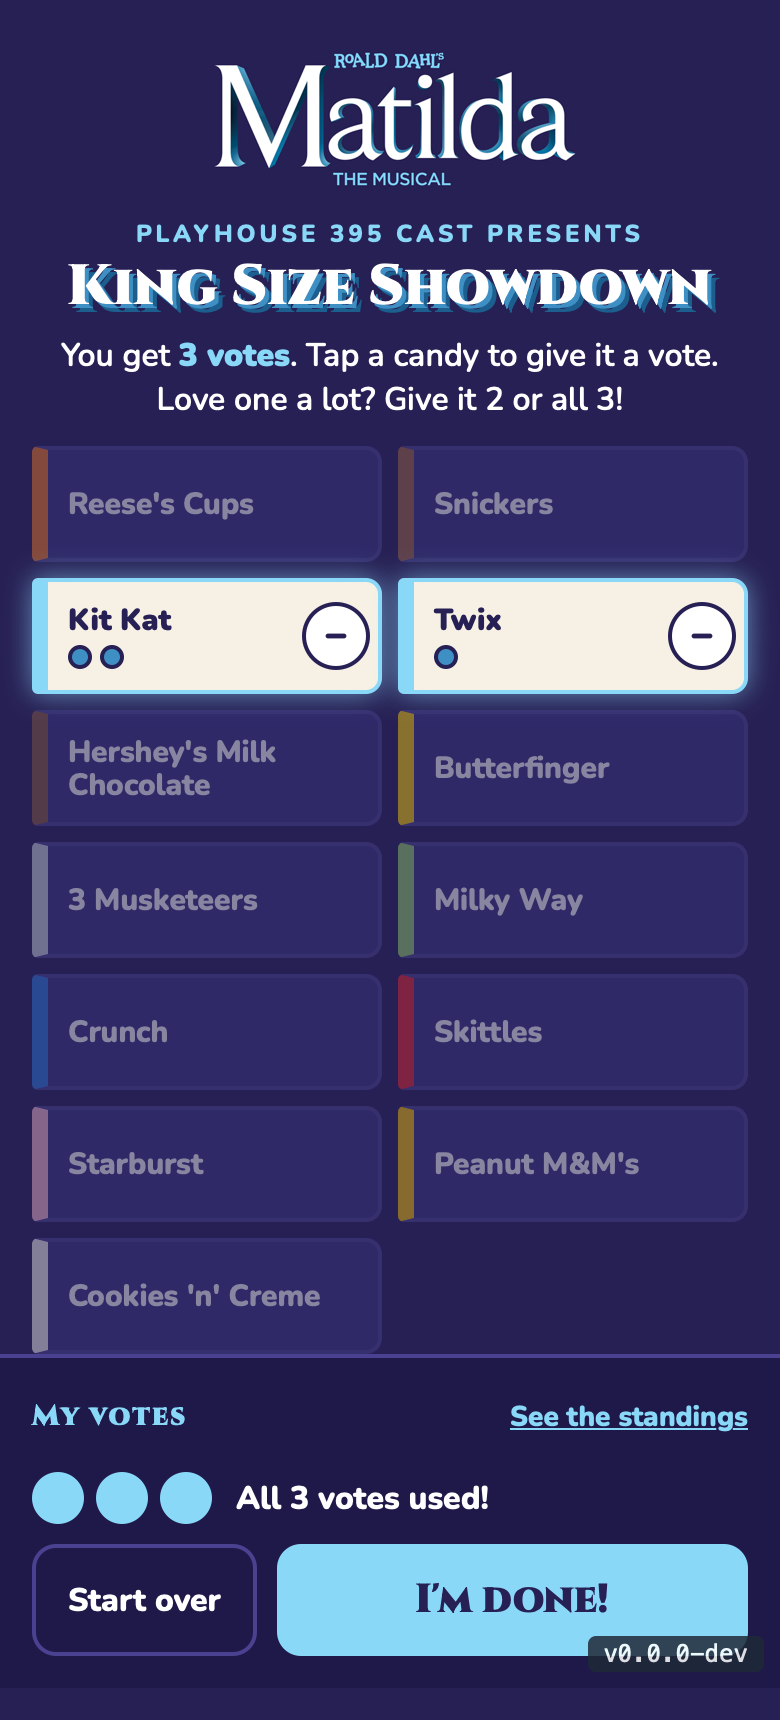 ROALD DAHL'S
Matilda
THE MUSICAL
PLAYHOUSE 395 CAST PRESENTS
KING SIZE SHOWDOWN
You get 3 votes. Tap a candy to give it a vote.
Love one a lot? Give it 2 or all 3!
Reese's Cups
Snickers
Kit Kat
Twix
Hershey's Milk
Chocolate
Butterfinger
3 Musketeers
Milky Way
Crunch
Skittles
Starburst
Peanut M&M's
Cookies 'n' Creme
MY VOTES
See the standings
All 3 votes used!
Start over
I'M DONE!
v0.0.0-dev